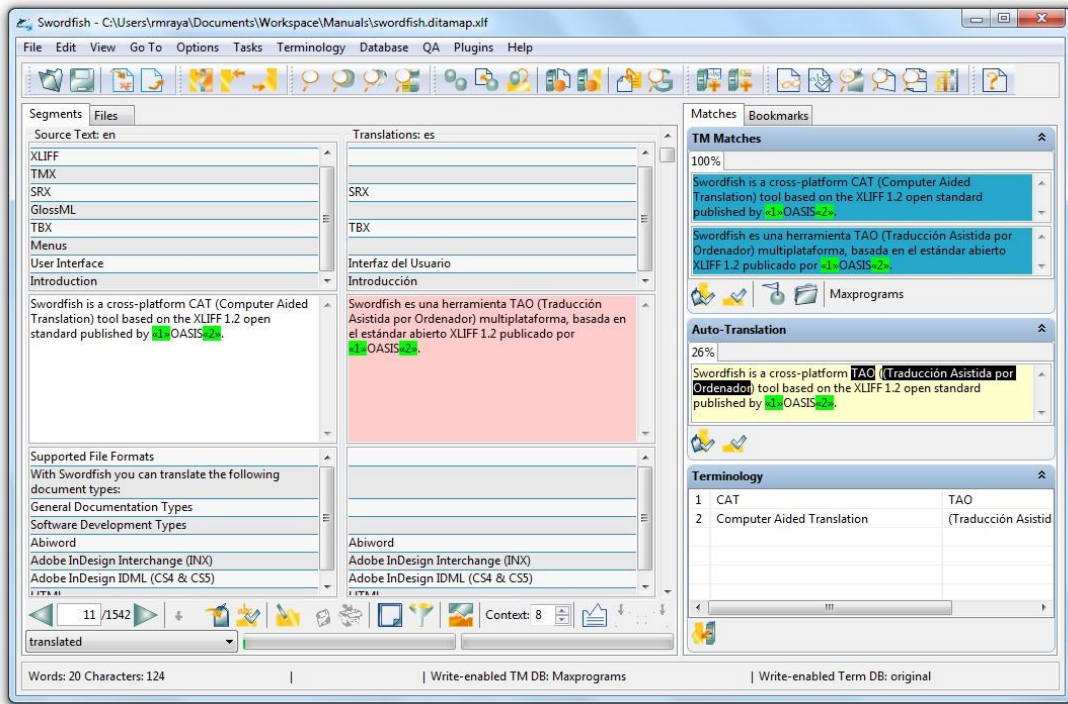 Swordfish - C:\Users\rmraya\Documents\Workspace\Manuals\swordfish.ditamap.xlf
File Edit View Go To Options Tasks Terminology Database QA Plugins Help
Segments Files
Source Text: en
XLIFF
TMX
SRX
GlossML
TBX
Menus
User Interface
Introduction
Swordfish is a cross-platform CAT (Computer Aided
Translation) tool based on the XLIFF 1.2 open
standard published by «1»OASIS«2».
Supported File Formats
With Swordfish you can translate the following
document types:
General Documentation Types
Software Development Types
Abiword
Adobe InDesign Interchange (INX)
Adobe InDesign IDML (CS4 & CS5)
HTML
Translations: es
SRX
TBX
Interfaz del Usuario
Introducción
Swordfish es una herramienta TAO (Traducción
Asistida por Ordenador) multiplataforma, basada en
el estándar abierto XLIFF 1.2 publicado por
«1»OASIS«2».
Abiword
Adobe InDesign Interchange (INX)
Adobe InDesign IDML (CS4 & CS5)
HTML
11 /1542
Context: 8
translated
Matches Bookmarks
TM Matches
100%
Swordfish is a cross-platform CAT (Computer Aided
Translation) tool based on the XLIFF 1.2 open standard
published by «1»OASIS«2».
Swordfish es una herramienta TAO (Traducción Asistida por
Ordenador) multiplataforma, basada en el estándar abierto
XLIFF 1.2 publicado por «1»OASIS«2».
Maxprograms
Auto-Translation
26%
Swordfish is a cross-platform TAO ((Traducción Asistida por
Ordenador) tool based on the XLIFF 1.2 open standard
published by «1»OASIS«2».
Terminology
1 CAT TAO
2 Computer Aided Translation (Traducción Asistid
Words: 20 Characters: 124 | | Write-enabled TM DB: Maxprograms | Write-enabled Term DB: original